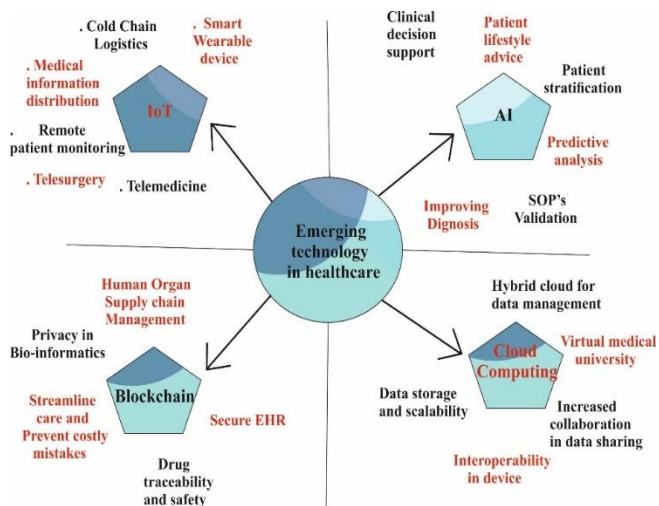 . Cold Chain
Logistics
. Smart
Wearable
device
. Medical
information
distribution
IoT
.
Remote
patient monitoring
. Telesurgery
. Telemedicine
Clinical
decision
support
Patient
lifestyle
advice
Patient
stratification
AI
Predictive
analysis
Improving
Dignosis
SOP's
Validation
Emerging
technology
in healthcare
Human Organ
Supply chain
Management
Privacy in
Bio-informatics
Blockchain
Streamline
care and
Prevent costly
mistakes
Secure EHR
Drug
traceability
and safety
Hybrid cloud for
data management
Cloud
Computing
Virtual medical
university
Data storage
and scalability
Increased
collaboration
in data sharing
Interoperability
in device